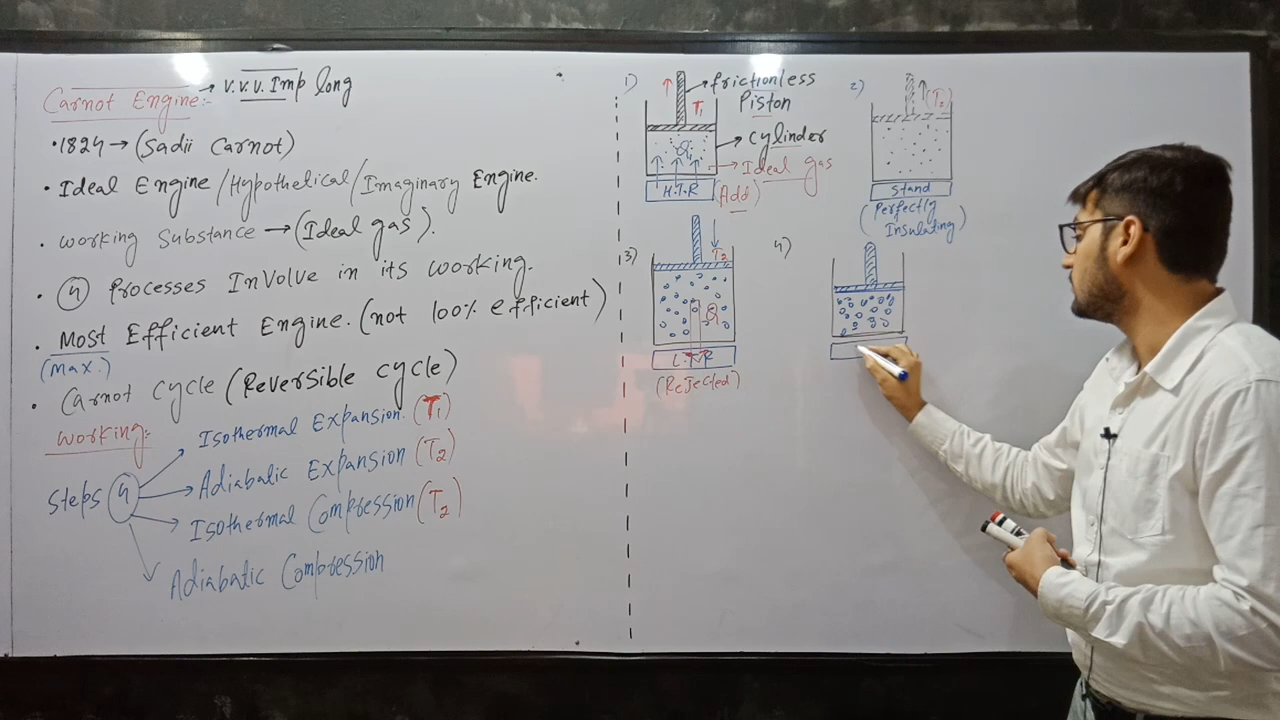 Carnot Engine:- → V.V.V.Imp long
•1824 → (Sadii Carnot)
• Ideal Engine/Hypothetical/Imaginary Engine.
• Working Substance → (Ideal gas).
• 4 Processes InVolve in its working.
• Most Efficient Engine. (not 100% efficient)
(Max.)
• Carnot Cycle (Reversible cycle)
Working:-
Steps 4
Isothermal Expansion. (T1)
Adiabatic Expansion (T2)
Isothermal Compression (T2)
Adiabatic Compression
1)
T1
frictionless
Piston
cylinder
Ideal gas
Q1
H.T.R (Add)
2)
(T2)
Stand
(Perfectly
Insulating)
3)
T2
Q2
L.T.R
(Rejected)
4)